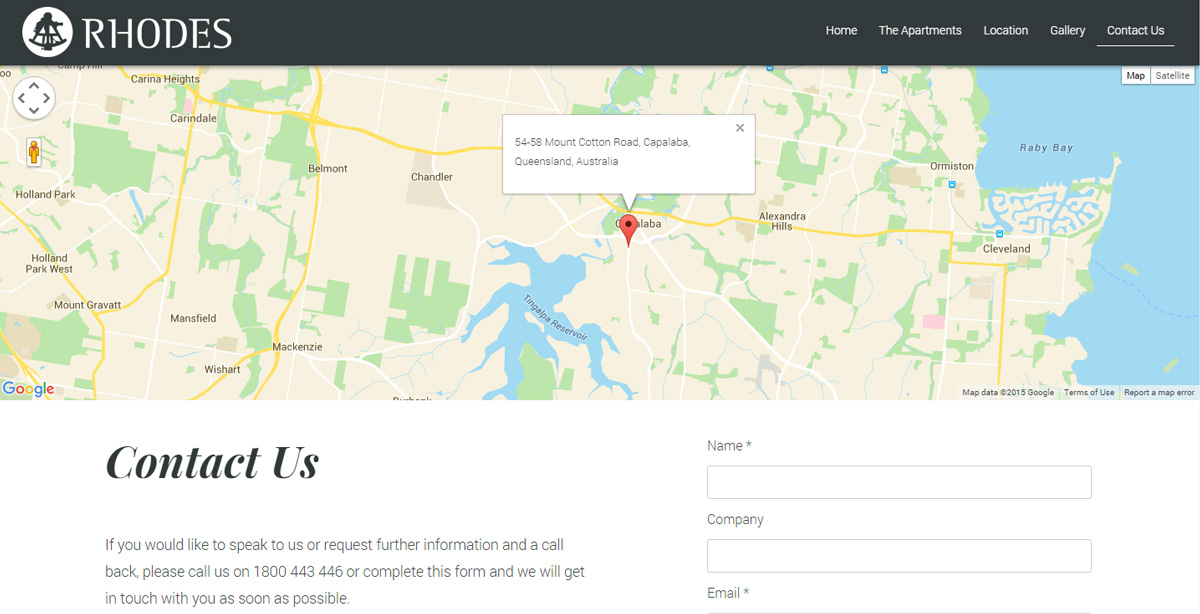 RHODES
Home
The Apartments
Location
Gallery
Contact Us
Map
Satellite
Carina Heights
Carindale
Belmont
Chandler
Holland Park
Holland
Park West
Mount Gravatt
Mansfield
Mackenzie
Wishart
54-58 Mount Cotton Road, Capalaba,
Queensland, Australia
Alexandra
Hills
Ormiston
Raby Bay
Cleveland
Tingalpa Reservoir
Google
Map data ©2015 Google
Terms of Use
Report a map error
Contact Us
If you would like to speak to us or request further information and a call
back, please call us on 1800 443 446 or complete this form and we will get
in touch with you as soon as possible.
Name *
Company
Email *